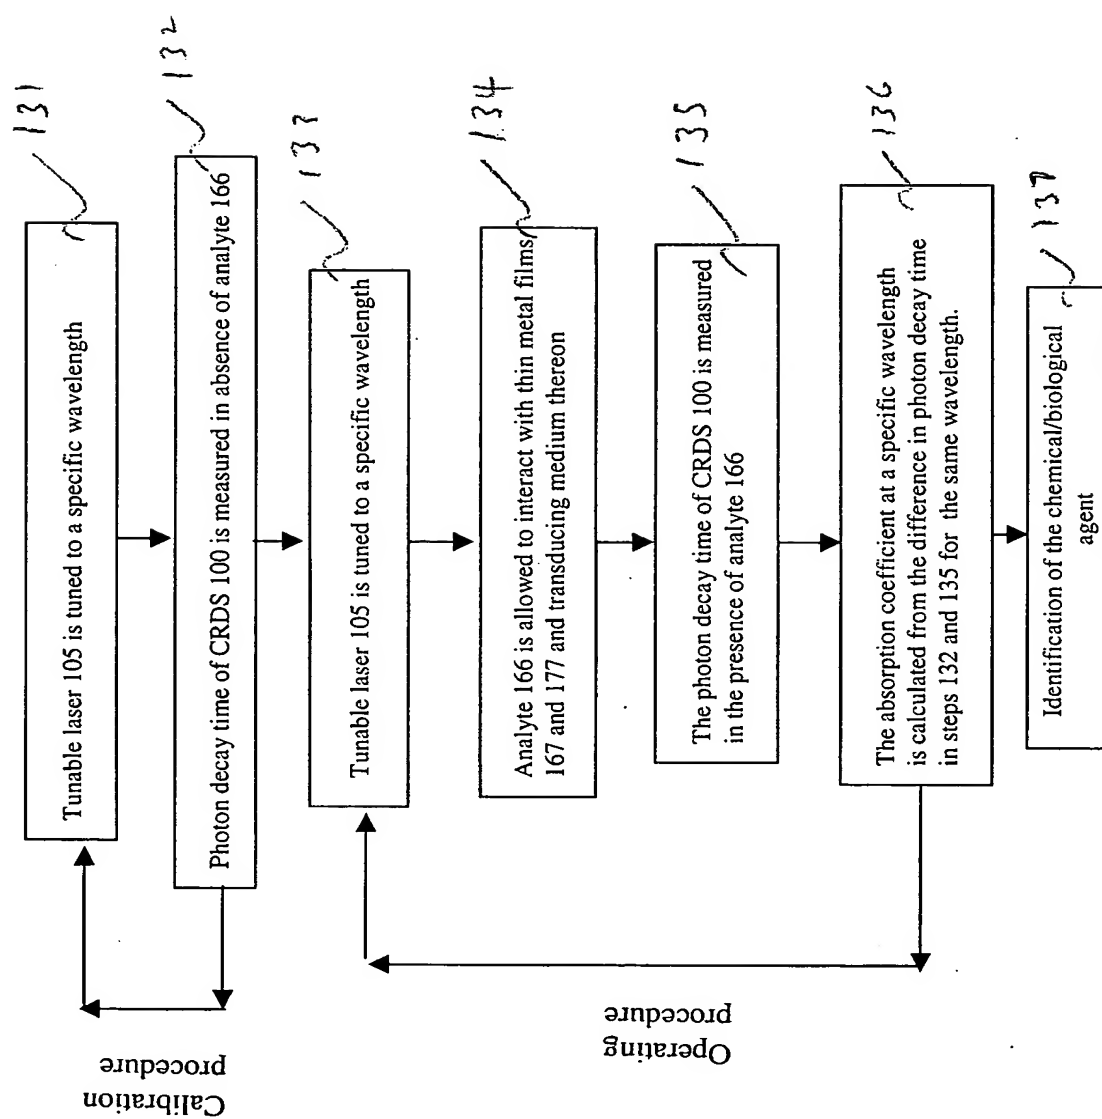 131
Tunable laser 105 is tuned to a specific wavelength
132
Photon decay time of CRDS 100 is measured in absence of analyte 166
Calibration
procedure
133
Tunable laser 105 is tuned to a specific wavelength
134
Analyte 166 is allowed to interact with thin metal films
167 and 177 and transducing medium thereon
135
The photon decay time of CRDS 100 is measured
in the presence of analyte 166
136
The absorption coefficient at a specific wavelength
is calculated from the difference in photon decay time
in steps 132 and 135 for the same wavelength.
Operating
procedure
137
Identification of the chemical/biological
agent